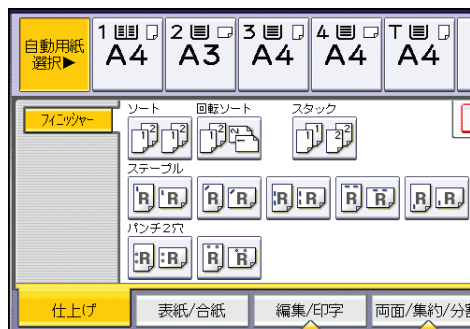 自動用紙
選択▶
1
A4
2
A3
3
A4
4
A4
T
A4
フィニッシャー
ソート 回転ソート スタック
ステープル
パンチ2穴
仕上げ 表紙/合紙 編集/印字 両面/集約/分